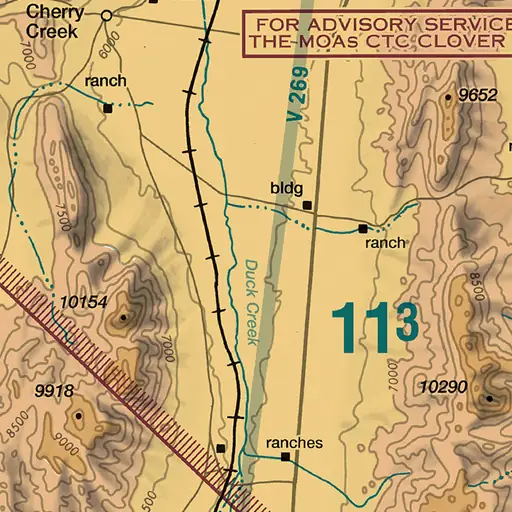 Cherry
Creek
6000
7000
FOR ADVISORY SERVICE
THE MOAs CTC CLOVER
ranch
V 269
9652
7500
bldg
ranch
Duck Creek
8500
10154
11³
7000
7000
9918
10290
8500
9000
ranches
500